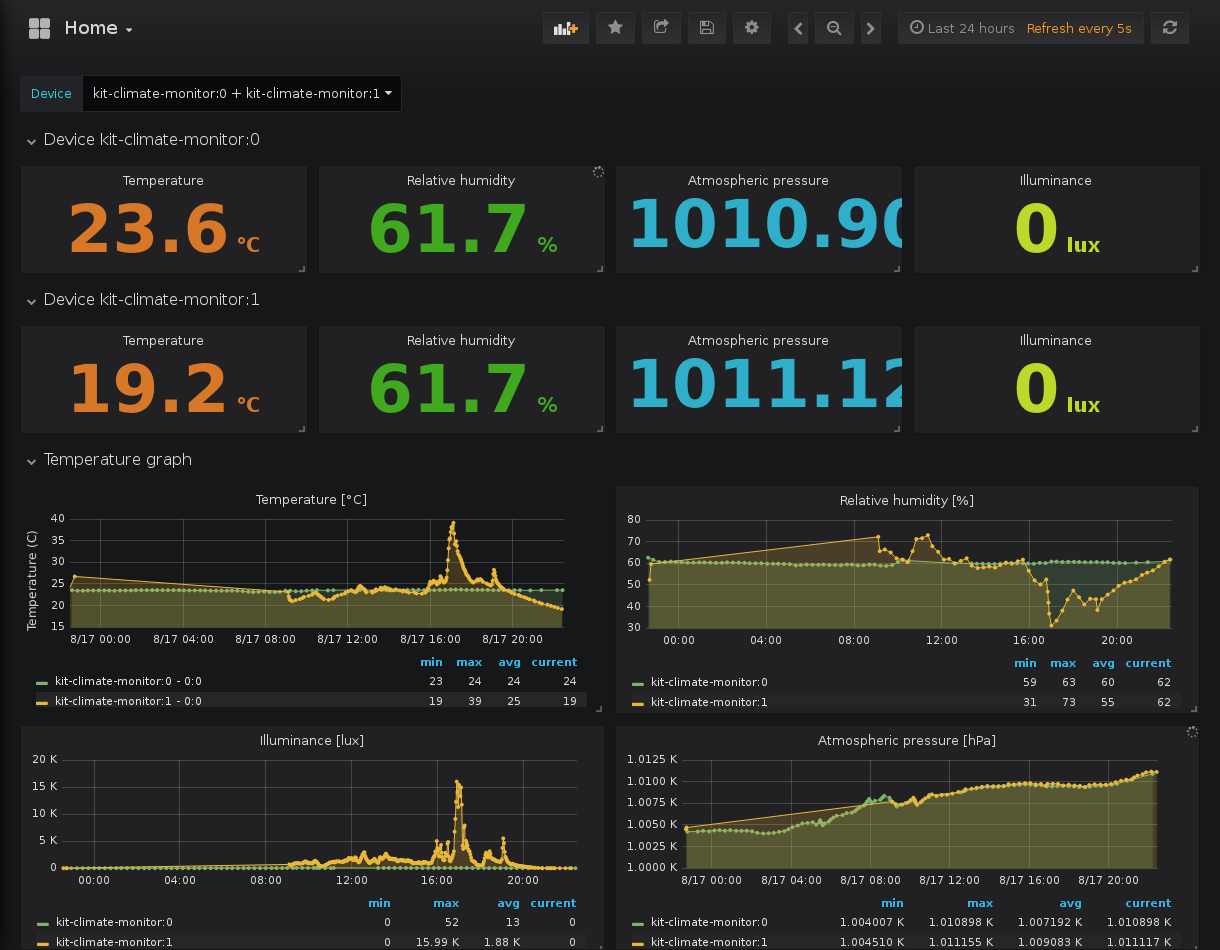 Home
Last 24 hours Refresh every 5s
Device kit-climate-monitor:0 + kit-climate-monitor:1
Device kit-climate-monitor:0
Temperature Relative humidity Atmospheric pressure Illuminance
23.6 °C 61.7 % 1010.90 0 lux
Device kit-climate-monitor:1
Temperature Relative humidity Atmospheric pressure Illuminance
19.2 °C 61.7 % 1011.12 0 lux
Temperature graph
Temperature [°C]
Temperature (C)
40
35
30
25
20
15
8/17 00:00 8/17 04:00 8/17 08:00 8/17 12:00 8/17 16:00 8/17 20:00
min max avg current
kit-climate-monitor:0 - 0:0 23 24 24 24
kit-climate-monitor:1 - 0:0 19 39 25 19
Relative humidity [%]
80
70
60
50
40
30
00:00 04:00 08:00 12:00 16:00 20:00
min max avg current
kit-climate-monitor:0 59 63 60 62
kit-climate-monitor:1 31 73 55 62
Illuminance [lux]
20 K
15 K
10 K
5 K
0
00:00 04:00 08:00 12:00 16:00 20:00
min max avg current
kit-climate-monitor:0 0 52 13 0
kit-climate-monitor:1 0 15.99 K 1.88 K 0
Atmospheric pressure [hPa]
1.0125 K
1.0100 K
1.0075 K
1.0050 K
1.0025 K
1.0000 K
8/17 00:00 8/17 04:00 8/17 08:00 8/17 12:00 8/17 16:00 8/17 20:00
min max avg current
kit-climate-monitor:0 1.004007 K 1.010898 K 1.007192 K 1.010898 K
kit-climate-monitor:1 1.004510 K 1.011155 K 1.009083 K 1.011117 K